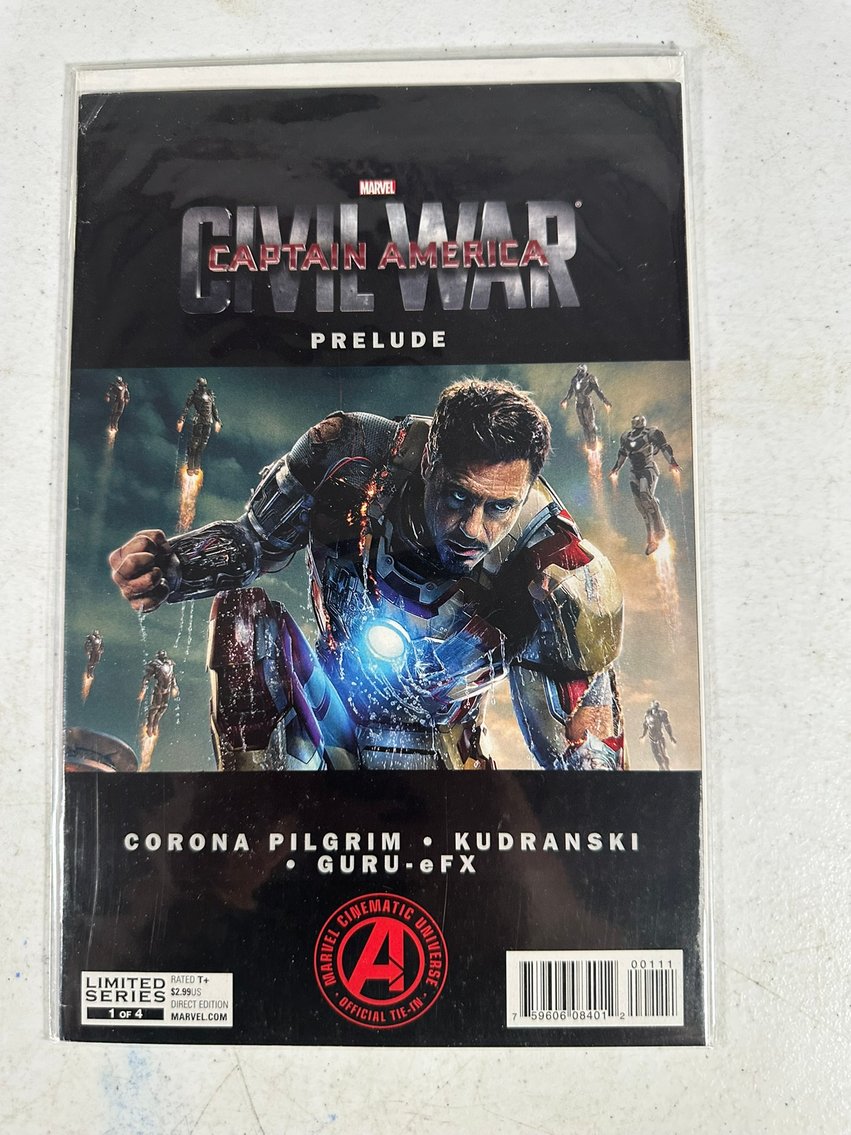 MARVEL
CIVIL WAR
CAPTAIN AMERICA
PRELUDE
CORONA PILGRIM • KUDRANSKI
• GURU-eFX
MARVEL CINEMATIC UNIVERSE
A
• OFFICIAL TIE-IN •
LIMITED
SERIES
1 OF 4
RATED T+
$2.99US
DIRECT EDITION
MARVEL.COM
00111
7 59606 08401 2